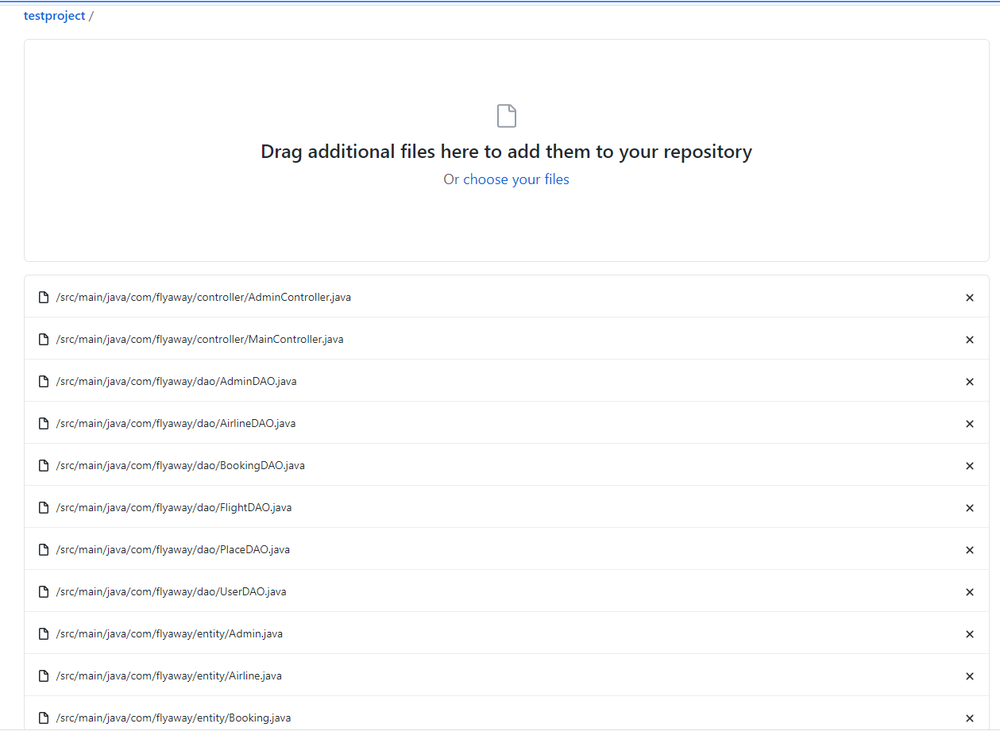 testproject /
Drag additional files here to add them to your repository
Or choose your files
/src/main/java/com/flyaway/controller/AdminController.java
/src/main/java/com/flyaway/controller/MainController.java
/src/main/java/com/flyaway/dao/AdminDAO.java
/src/main/java/com/flyaway/dao/AirlineDAO.java
/src/main/java/com/flyaway/dao/BookingDAO.java
/src/main/java/com/flyaway/dao/FlightDAO.java
/src/main/java/com/flyaway/dao/PlaceDAO.java
/src/main/java/com/flyaway/dao/UserDAO.java
/src/main/java/com/flyaway/entity/Admin.java
/src/main/java/com/flyaway/entity/Airline.java
/src/main/java/com/flyaway/entity/Booking.java